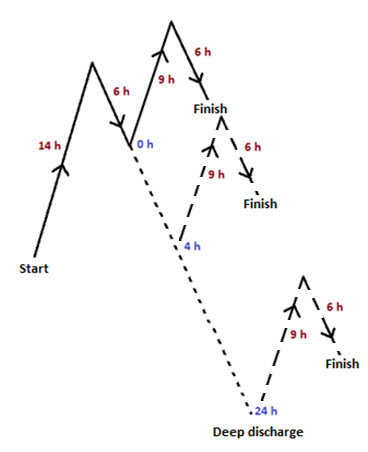 6 h
6 h
9 h
Finish
14 h
0 h
6 h
9 h
Finish
4 h
Start
6 h
9 h
Finish
24 h
Deep discharge